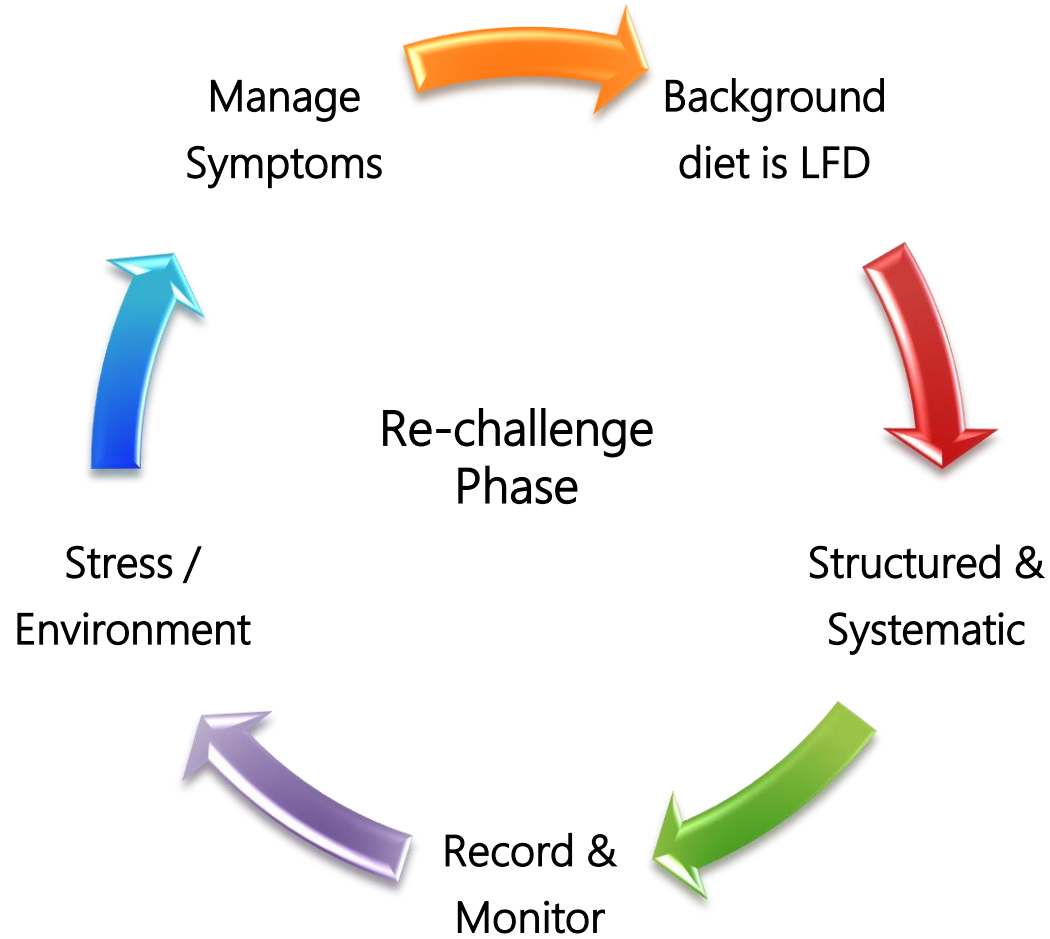 Manage
Symptoms
Background
diet is LFD
Re-challenge
Phase
Stress /
Environment
Structured &
Systematic
Record &
Monitor